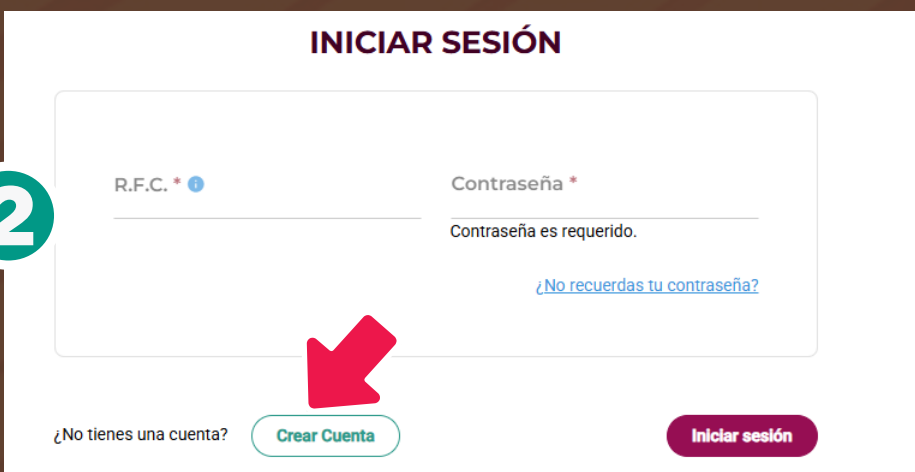 INICIAR SESIÓN
2
R.F.C. * i
Contraseña *
Contraseña es requerido.
¿No recuerdas tu contraseña?
¿No tienes una cuenta?
Crear Cuenta
Iniciar sesión